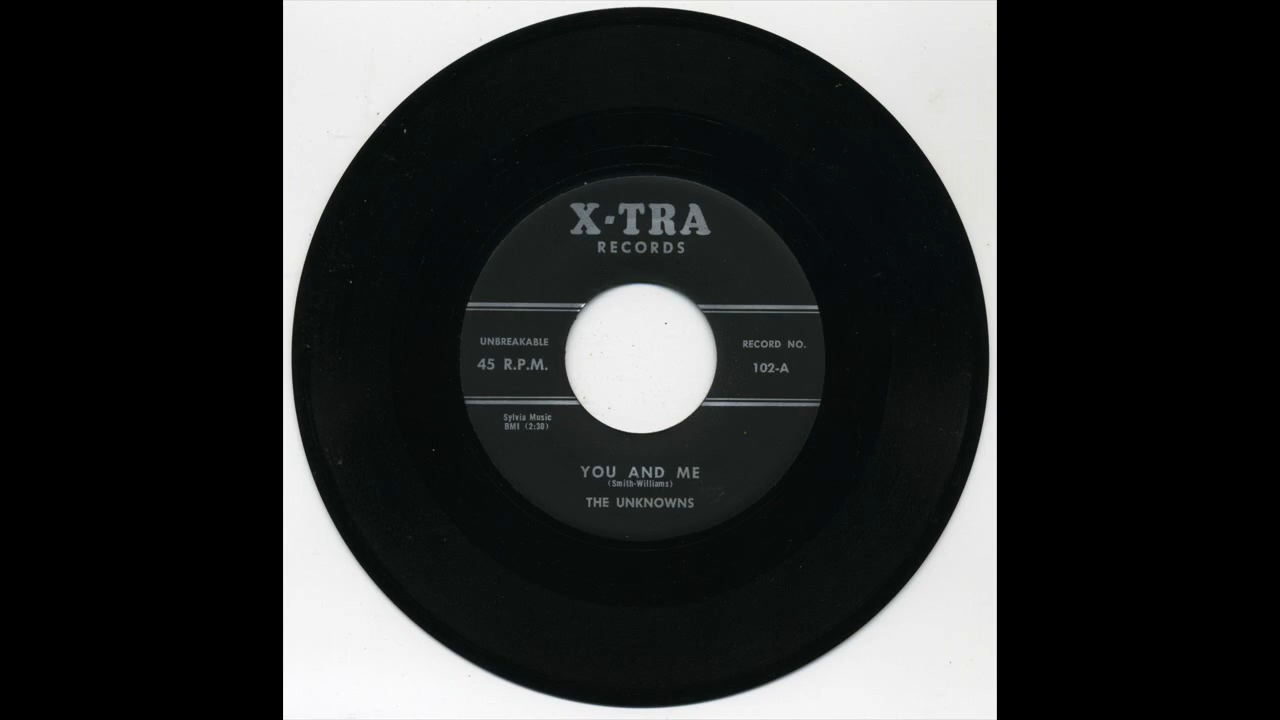 X-TRA
RECORDS
UNBREAKABLE
45 R.P.M.
RECORD NO.
102-A
Sylvia Music
BMI (2:30)
YOU AND ME
(Smith-Williams)
THE UNKNOWNS